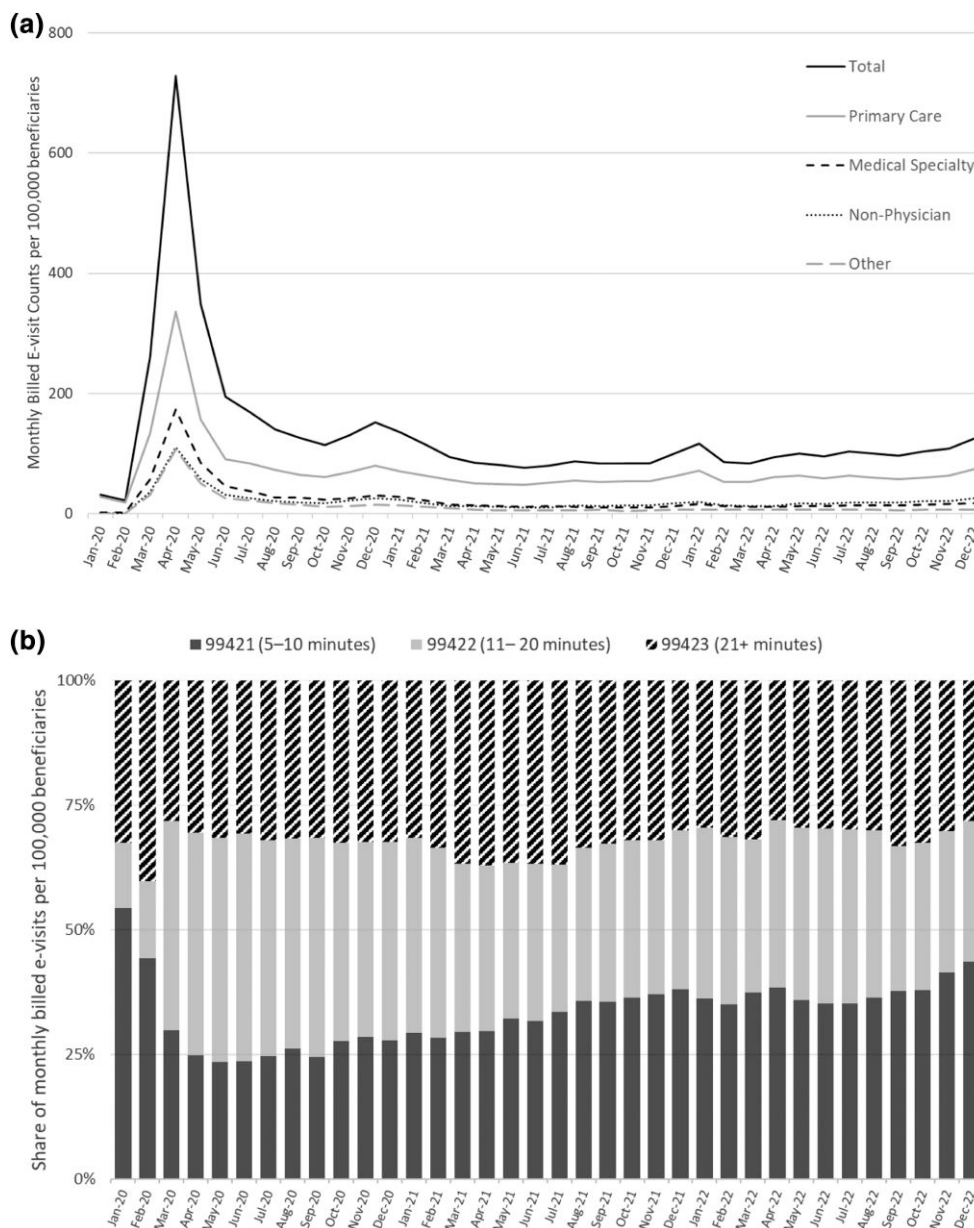 (a)
Monthly Billed E-visit Counts per 100,000 beneficiaries
800
600
400
200
0
Total
Primary Care
Medical Specialty
Non-Physician
Other
Jan-20
Feb-20
Mar-20
Apr-20
May-20
Jun-20
Jul-20
Aug-20
Sep-20
Oct-20
Nov-20
Dec-20
Jan-21
Feb-21
Mar-21
Apr-21
May-21
Jun-21
Jul-21
Aug-21
Sep-21
Oct-21
Nov-21
Dec-21
Jan-22
Feb-22
Mar-22
Apr-22
May-22
Jun-22
Jul-22
Aug-22
Sep-22
Oct-22
Nov-22
Dec-22
(b)
99421 (5–10 minutes) 99422 (11– 20 minutes) 99423 (21+ minutes)
Share of monthly billed e-visits per 100,000 beneficiaries
100%
75%
50%
25%
0%
Jan-20
Feb-20
Mar-20
Apr-20
May-20
Jun-20
Jul-20
Aug-20
Sep-20
Oct-20
Nov-20
Dec-20
Jan-21
Feb-21
Mar-21
Apr-21
May-21
Jun-21
Jul-21
Aug-21
Sep-21
Oct-21
Nov-21
Dec-21
Jan-22
Feb-22
Mar-22
Apr-22
May-22
Jun-22
Jul-22
Aug-22
Sep-22
Oct-22
Nov-22
Dec-22